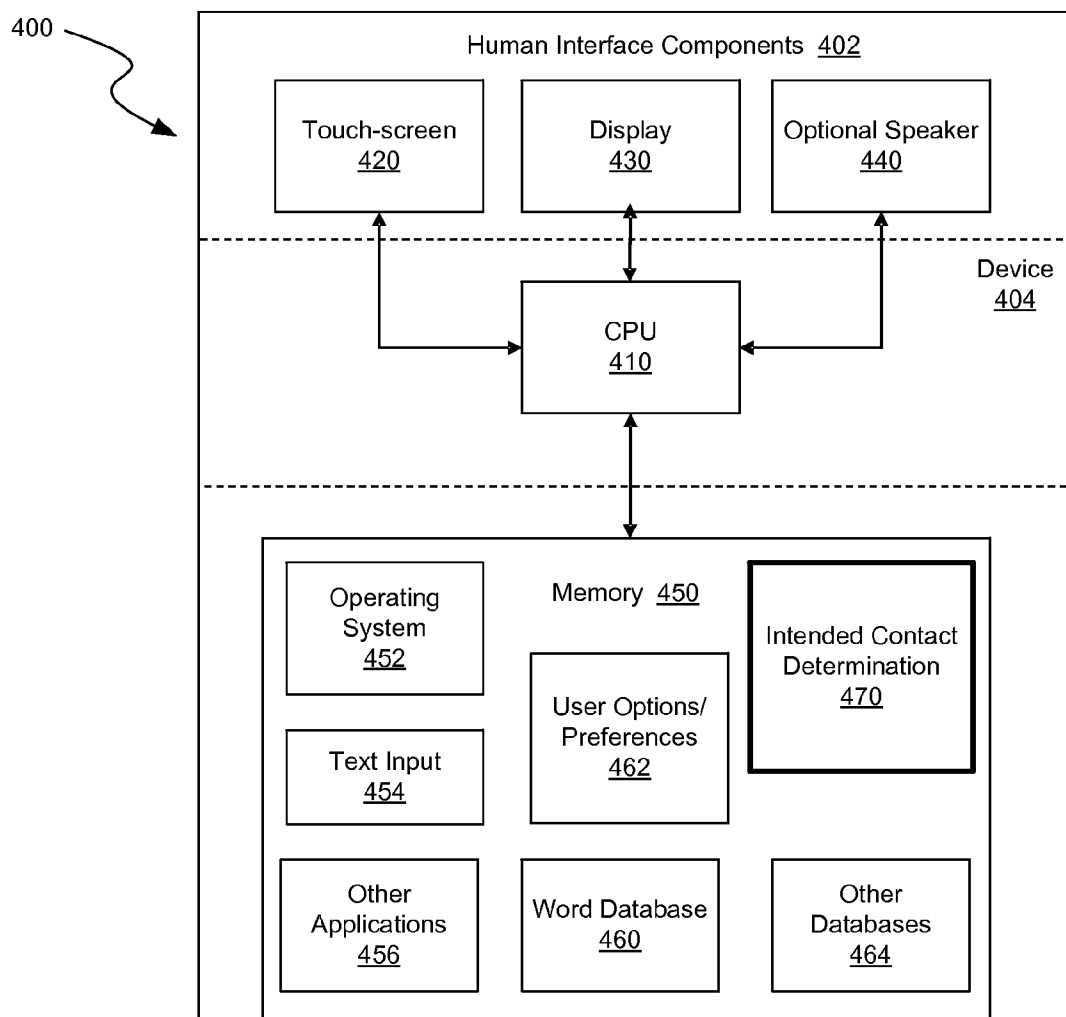 400
Human Interface Components 402
Touch-screen
420
Display
430
Optional Speaker
440
Device
404
CPU
410
Memory 450
Operating
System
452
Intended Contact
Determination
470
User Options/
Preferences
462
Text Input
454
Other
Applications
456
Word Database
460
Other
Databases
464